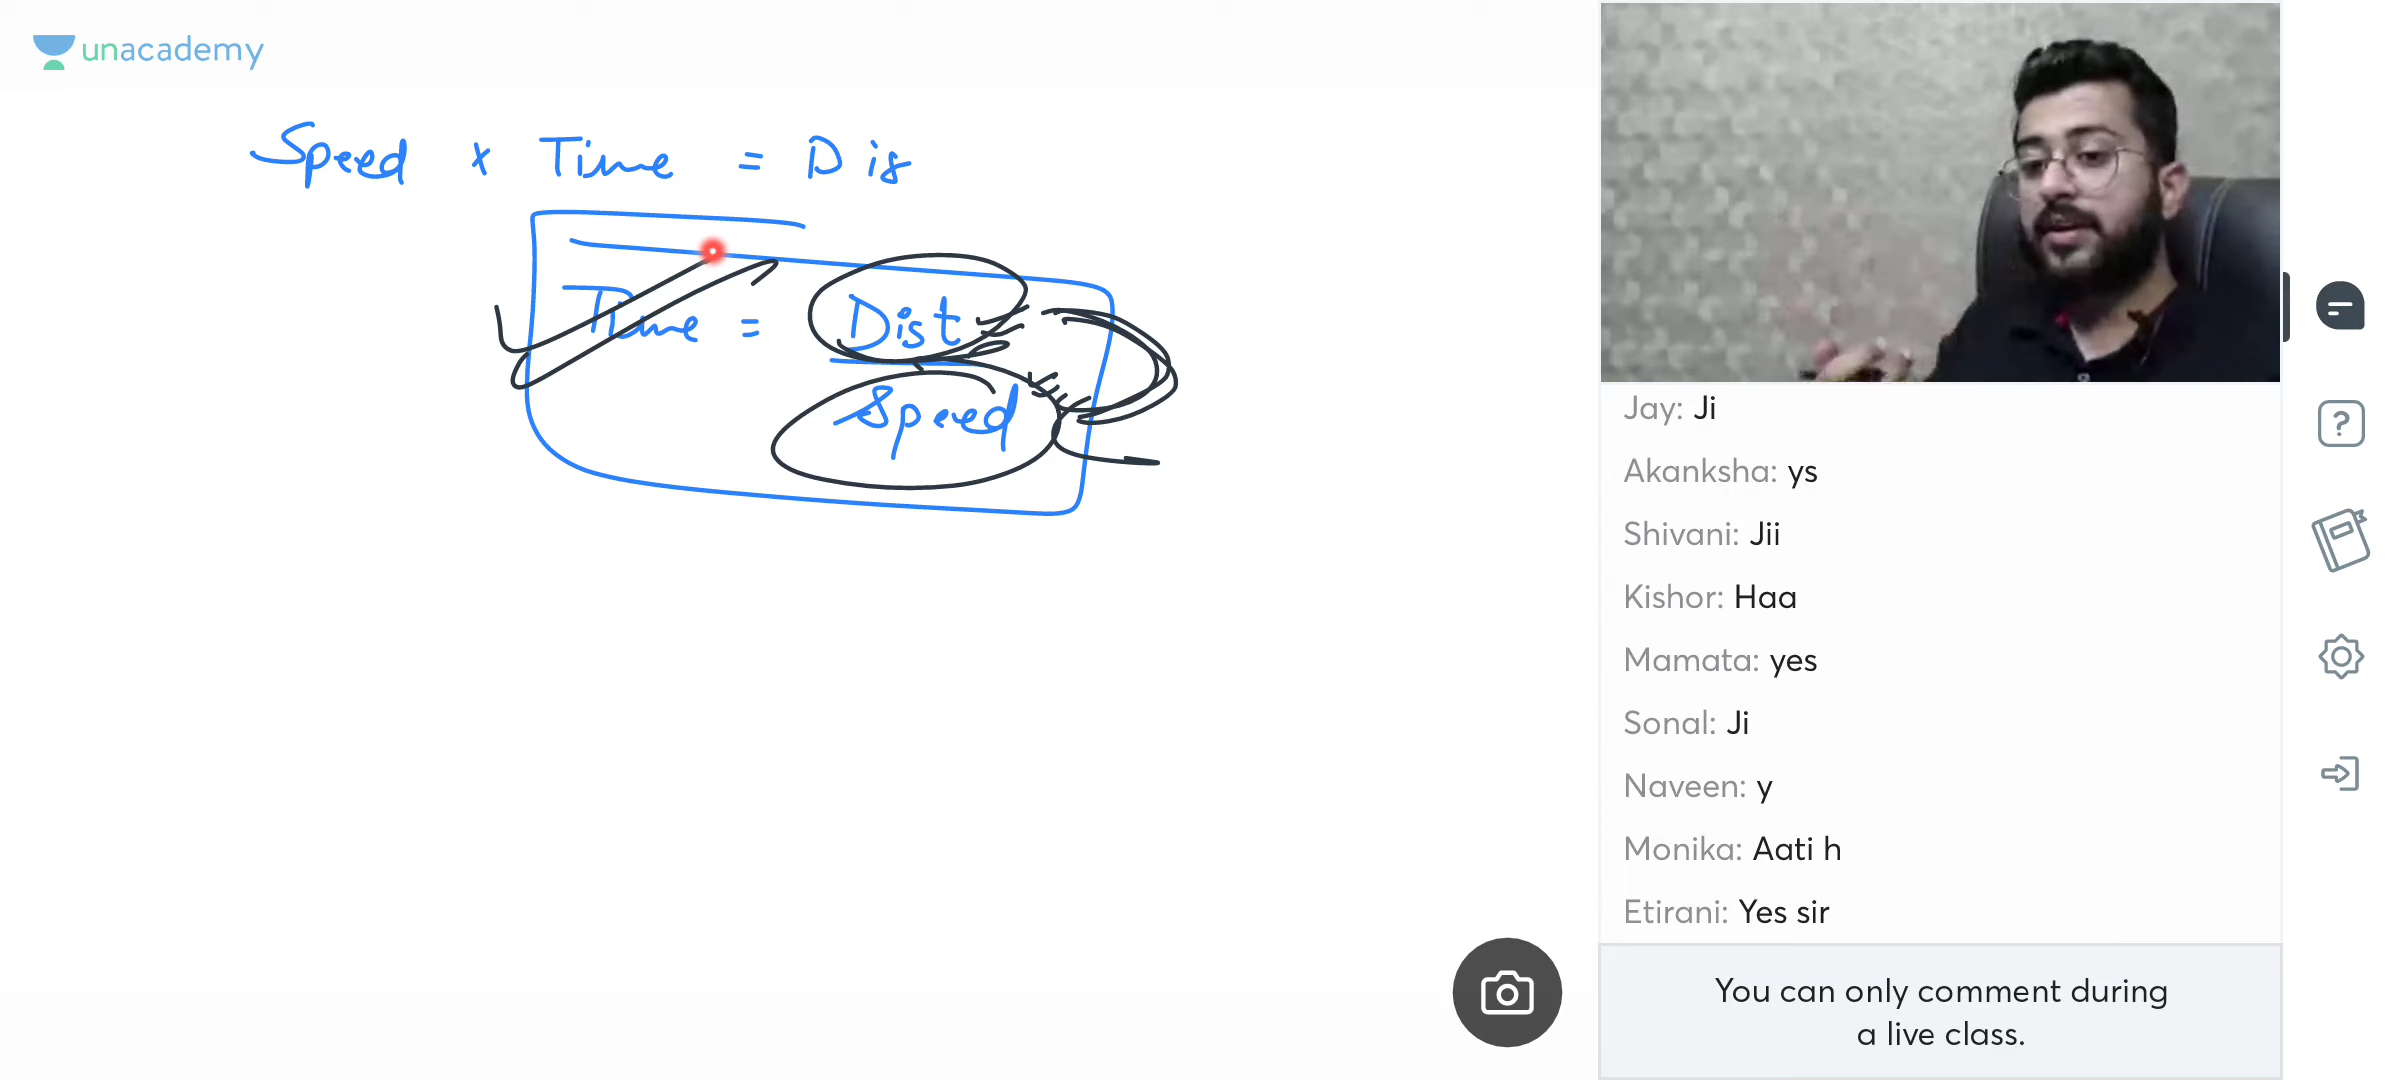 unacademy
Speed x Time = Dis
Time = Dist
Speed
Jay: Ji
Akanksha: ys
Shivani: Jii
Kishor: Haa
Mamata: yes
Sonal: Ji
Naveen: y
Monika: Aati h
Etirani: Yes sir
You can only comment during
a live class.
?